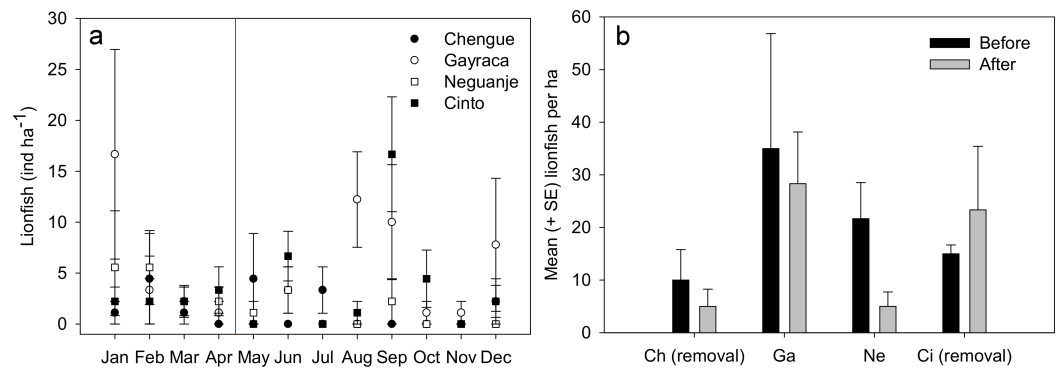 a
Lionfish (ind ha⁻¹)
30
25
20
15
10
5
0
Chengue
Gayraca
Neguanje
Cinto
Jan Feb Mar Apr May Jun Jul Aug Sep Oct Nov Dec
b
Mean (+ SE) lionfish per ha
60
50
40
30
20
10
0
Before
After
Ch (removal) Ga Ne Ci (removal)